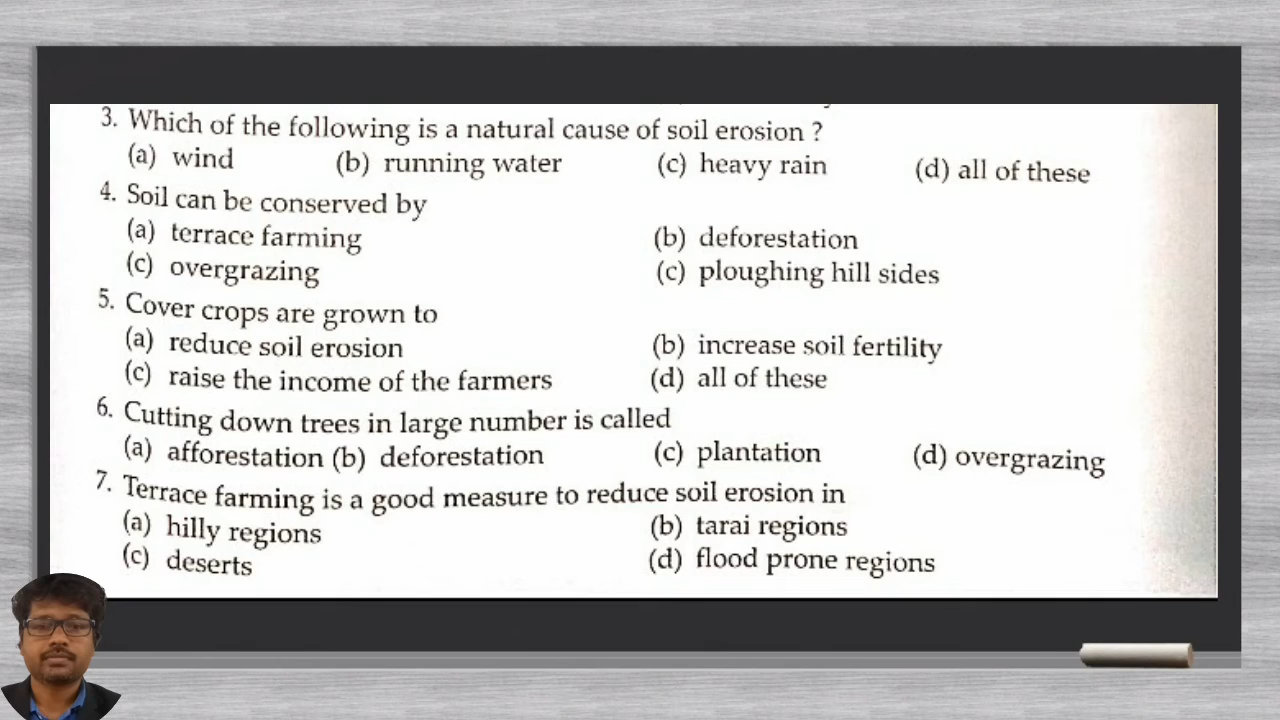 3. Which of the following is a natural cause of soil erosion ?
(a) wind (b) running water (c) heavy rain (d) all of these
4. Soil can be conserved by
(a) terrace farming (b) deforestation
(c) overgrazing (c) ploughing hill sides
5. Cover crops are grown to
(a) reduce soil erosion (b) increase soil fertility
(c) raise the income of the farmers (d) all of these
6. Cutting down trees in large number is called
(a) afforestation (b) deforestation (c) plantation (d) overgrazing
7. Terrace farming is a good measure to reduce soil erosion in
(a) hilly regions (b) tarai regions
(c) deserts (d) flood prone regions